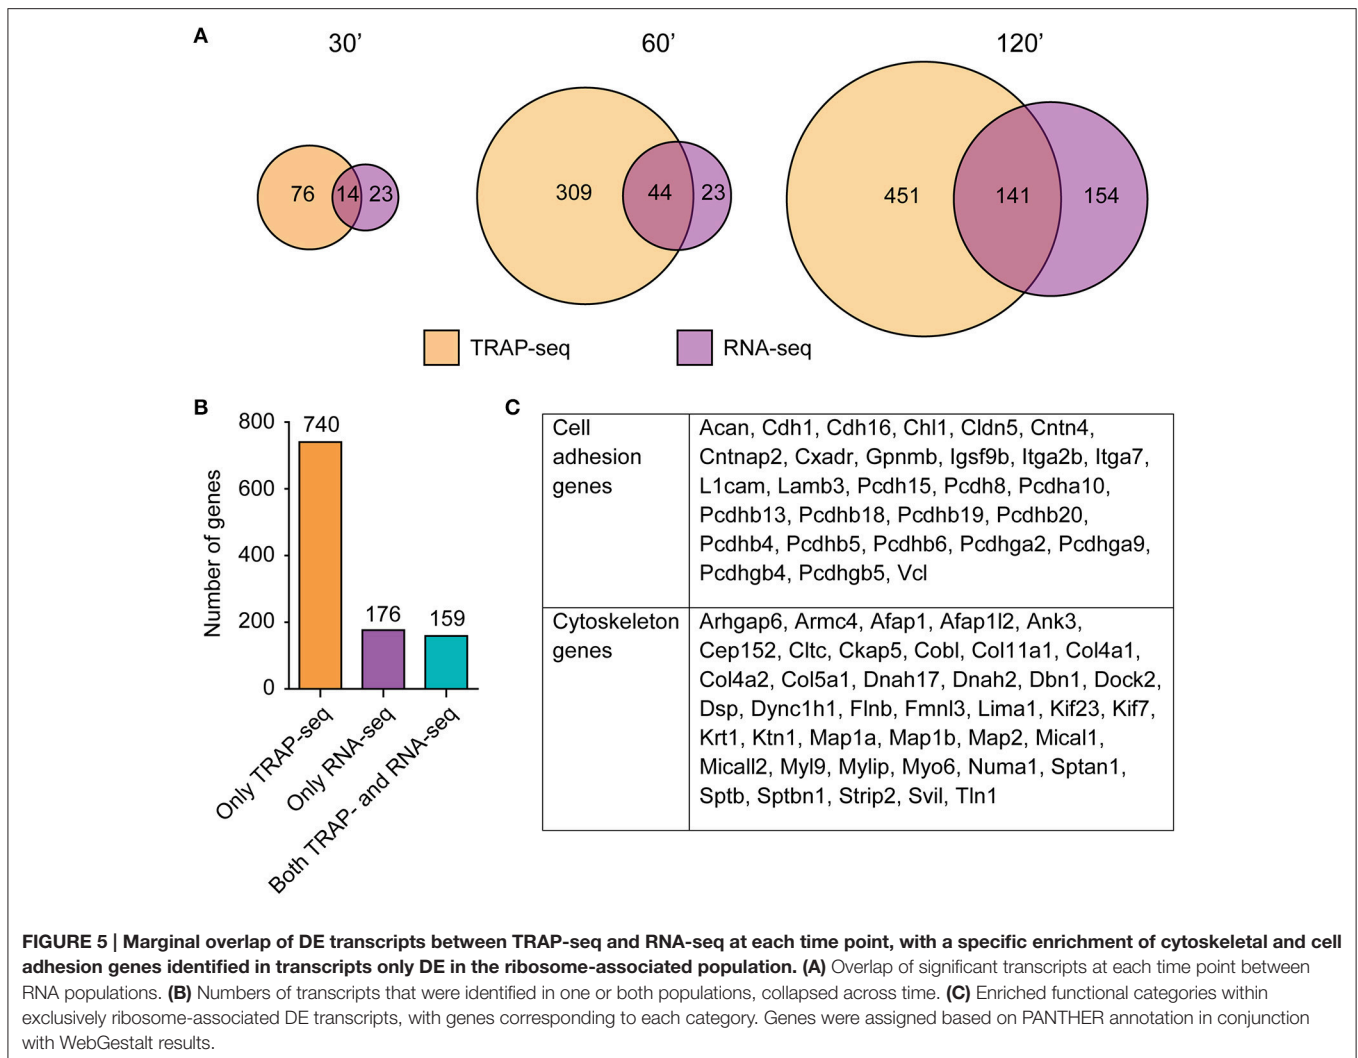 A
30’
60’
120’
76
14
23
309
44
23
451
141
154
TRAP-seq
RNA-seq
B
Number of genes
800
600
400
200
0
740
176
159
Only TRAP-seq
Only RNA-seq
Both TRAP- and RNA-seq
C
Cell
adhesion
genes
Acan, Cdh1, Cdh16, Chl1, Cldn5, Cntn4,
Cntnap2, Cxadr, Gpnmb, Igsf9b, Itga2b, Itga7,
L1cam, Lamb3, Pcdh15, Pcdh8, Pcdha10,
Pcdhb13, Pcdhb18, Pcdhb19, Pcdhb20,
Pcdhb4, Pcdhb5, Pcdhb6, Pcdhga2, Pcdhga9,
Pcdhgb4, Pcdhgb5, Vcl
Cytoskeleton
genes
Arhgap6, Armc4, Afap1, Afap1l2, Ank3,
Cep152, Cltc, Ckap5, Cobl, Col11a1, Col4a1,
Col4a2, Col5a1, Dnah17, Dnah2, Dbn1, Dock2,
Dsp, Dync1h1, Flnb, Fmnl3, Lima1, Kif23, Kif7,
Krt1, Ktn1, Map1a, Map1b, Map2, Mical1,
Micall2, Myl9, Mylip, Myo6, Numa1, Sptan1,
Sptb, Sptbn1, Strip2, Svil, Tln1
FIGURE 5 | Marginal overlap of DE transcripts between TRAP-seq and RNA-seq at each time point, with a specific enrichment of cytoskeletal and cell
adhesion genes identified in transcripts only DE in the ribosome-associated population. (A) Overlap of significant transcripts at each time point between
RNA populations. (B) Numbers of transcripts that were identified in one or both populations, collapsed across time. (C) Enriched functional categories within
exclusively ribosome-associated DE transcripts, with genes corresponding to each category. Genes were assigned based on PANTHER annotation in conjunction
with WebGestalt results.